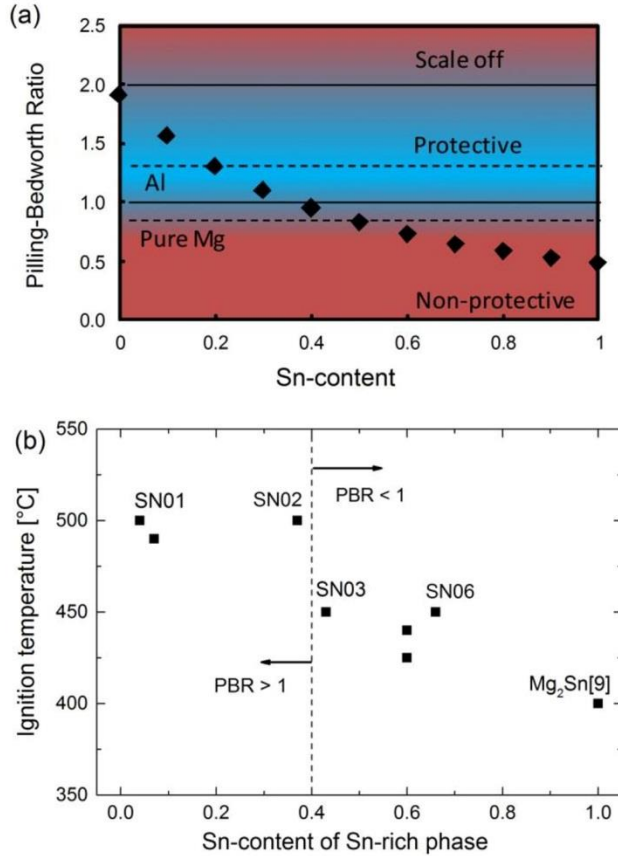 (a)
2.5
Scale off
2.0
Pilling-Bedworth Ratio
1.5
Protective
Al
1.0
Pure Mg
0.5
Non-protective
0.0
0 0.2 0.4 0.6 0.8 1
Sn-content
(b)
550
PBR < 1
SN01 SN02
500
Ignition temperature [°C]
SN03 SN06
450
PBR > 1
Mg₂Sn[9]
400
350
0.0 0.2 0.4 0.6 0.8 1.0
Sn-content of Sn-rich phase